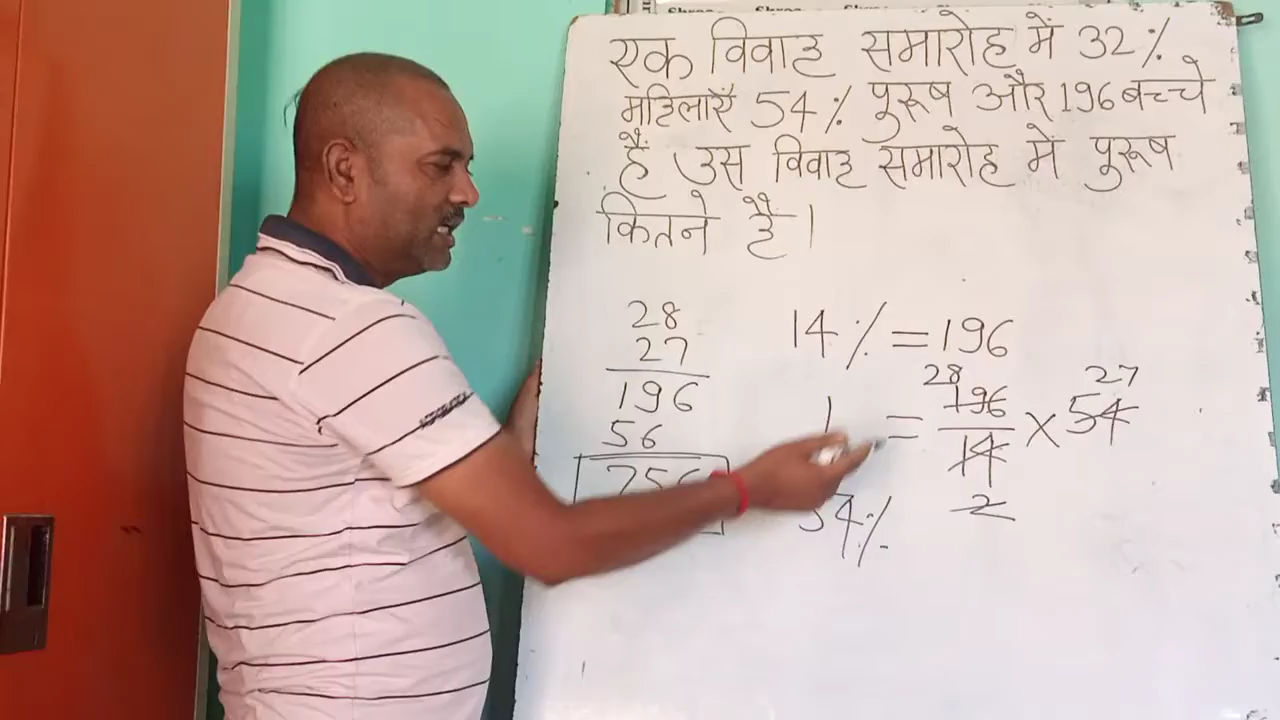 एक विवाह समारोह में 32%
महिलाएँ 54% पुरूष और 196 बच्चे
हैं उस विवाह समारोह में पुरूष
कितने है।
28
27
196
56
756
14% = 196
28 27
1 = 196 × 54
14
2
54%